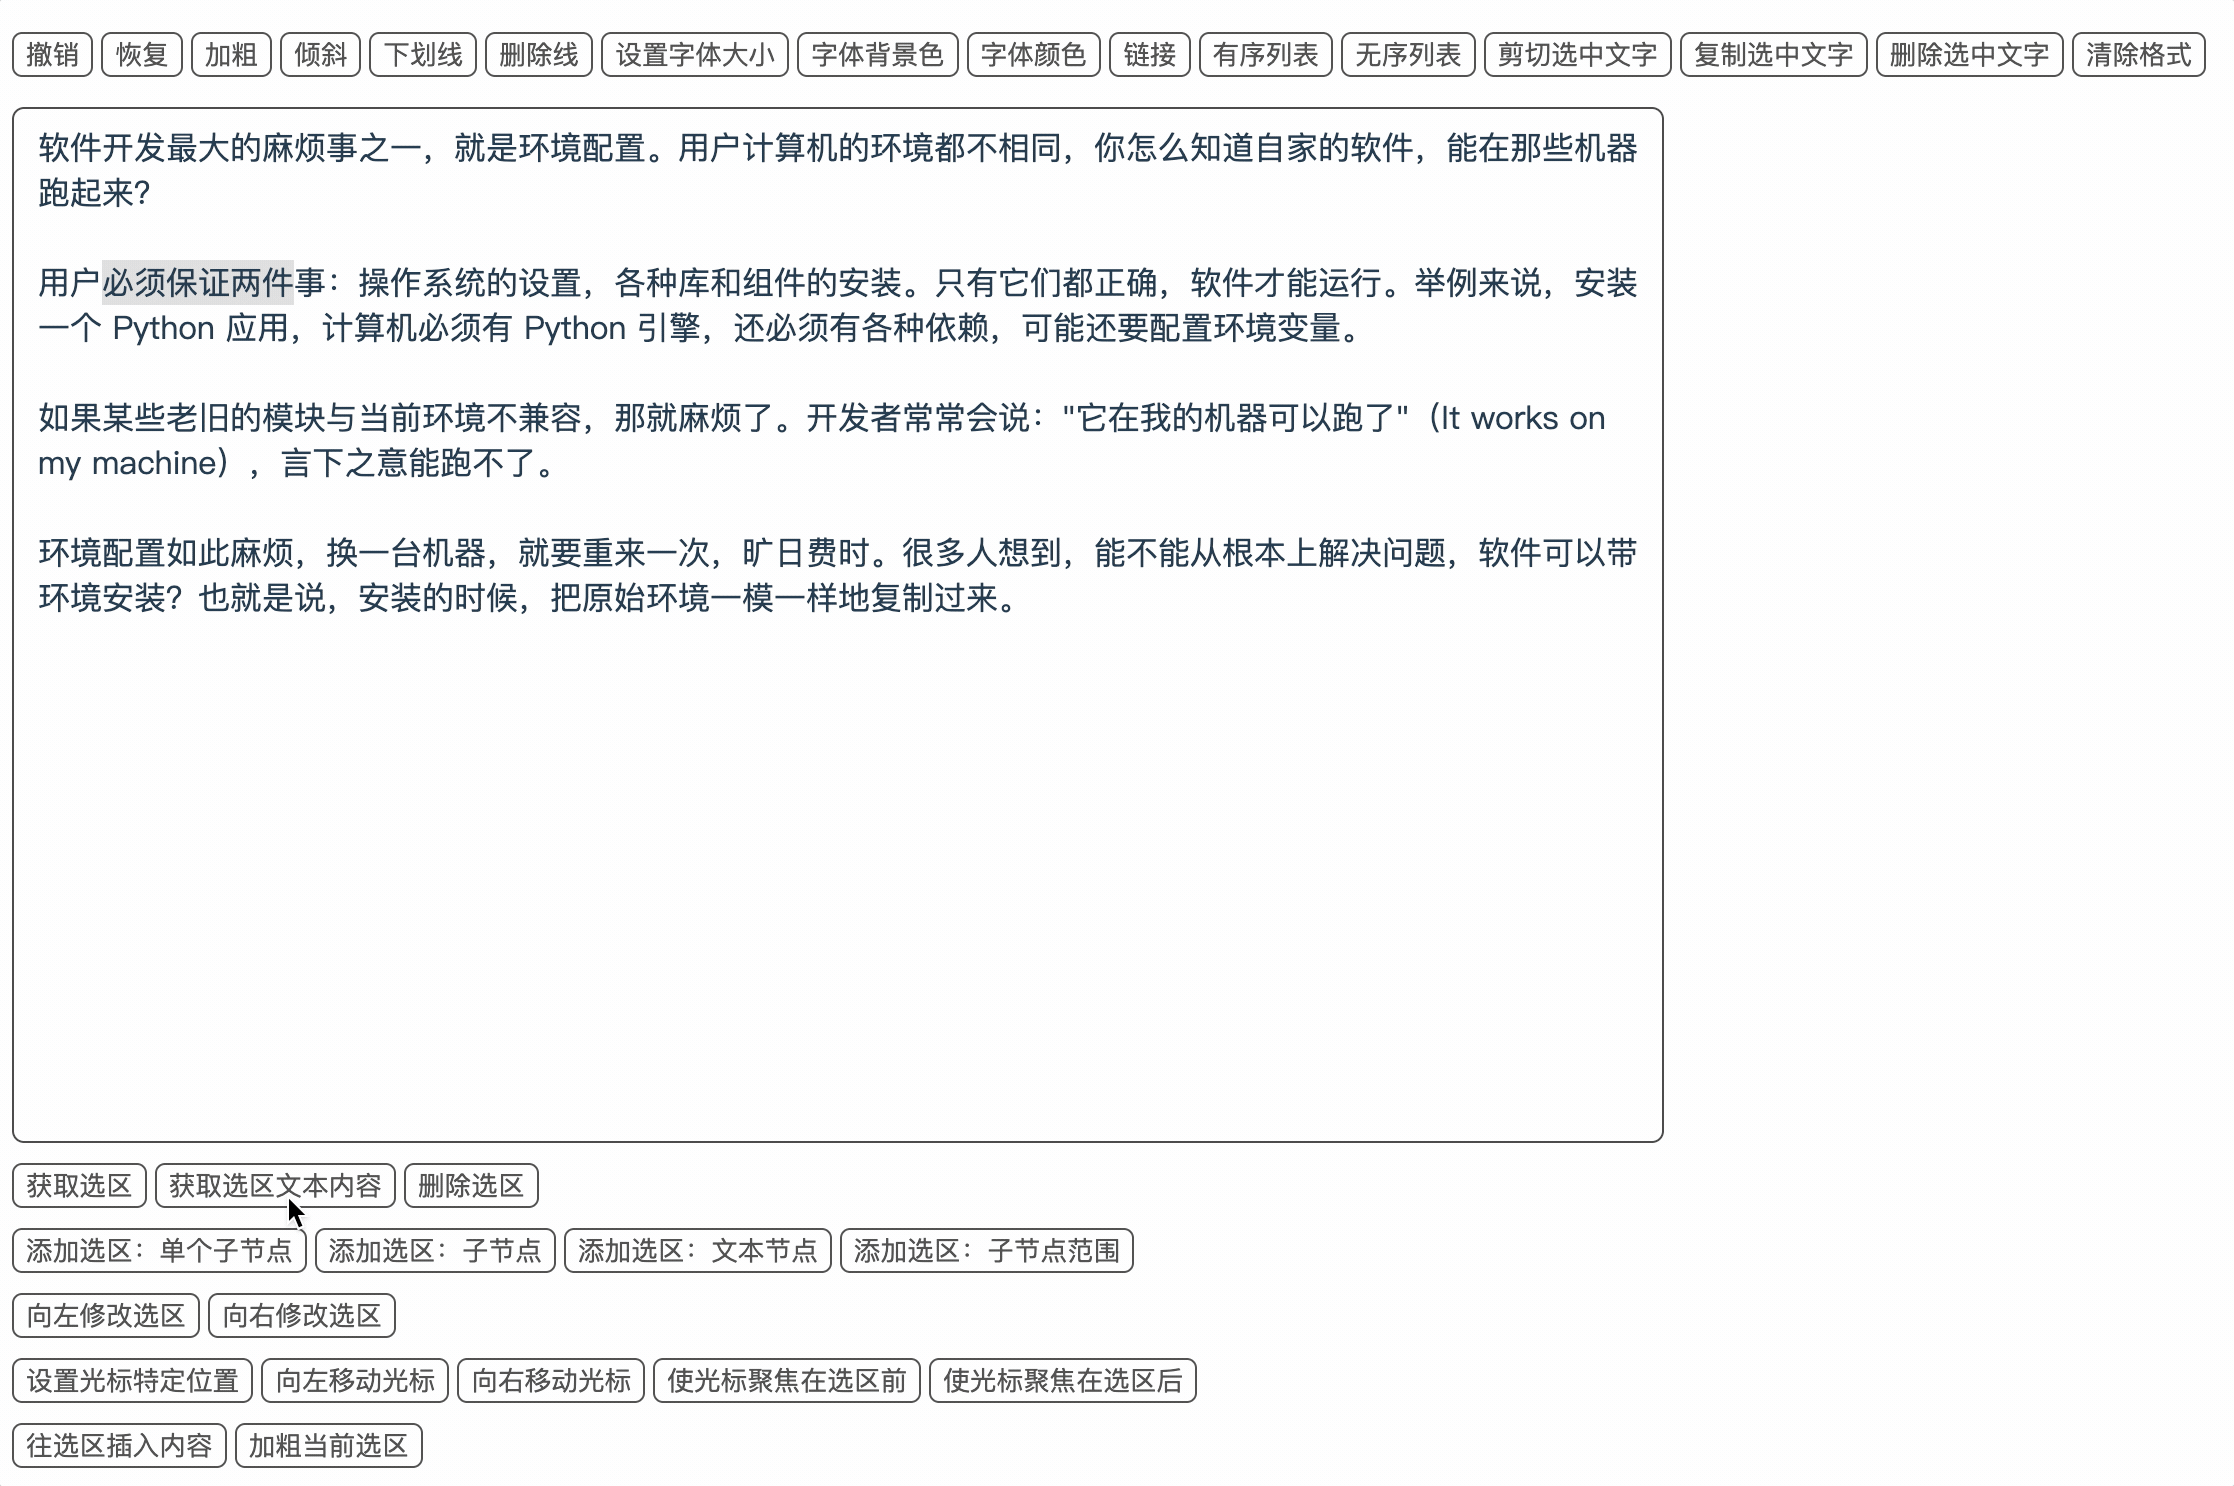 撤销 恢复 加粗 倾斜 下划线 删除线 设置字体大小 字体背景色 字体颜色 链接 有序列表 无序列表 剪切选中文字 复制选中文字 删除选中文字 清除格式
软件开发最大的麻烦事之一，就是环境配置。用户计算机的环境都不相同，你怎么知道自家的软件，能在那些机器
跑起来？
用户必须保证两件事：操作系统的设置，各种库和组件的安装。只有它们都正确，软件才能运行。举例来说，安装
一个 Python 应用，计算机必须有 Python 引擎，还必须有各种依赖，可能还要配置环境变量。
如果某些老旧的模块与当前环境不兼容，那就麻烦了。开发者常常会说："它在我的机器可以跑了"（It works on
my machine），言下之意能跑不了。
环境配置如此麻烦，换一台机器，就要重来一次，旷日费时。很多人想到，能不能从根本上解决问题，软件可以带
环境安装？也就是说，安装的时候，把原始环境一模一样地复制过来。
获取选区 获取选区文本内容 删除选区
添加选区：单个子节点 添加选区：子节点 添加选区：文本节点 添加选区：子节点范围
向左修改选区 向右修改选区
设置光标特定位置 向左移动光标 向右移动光标 使光标聚焦在选区前 使光标聚焦在选区后
往选区插入内容 加粗当前选区